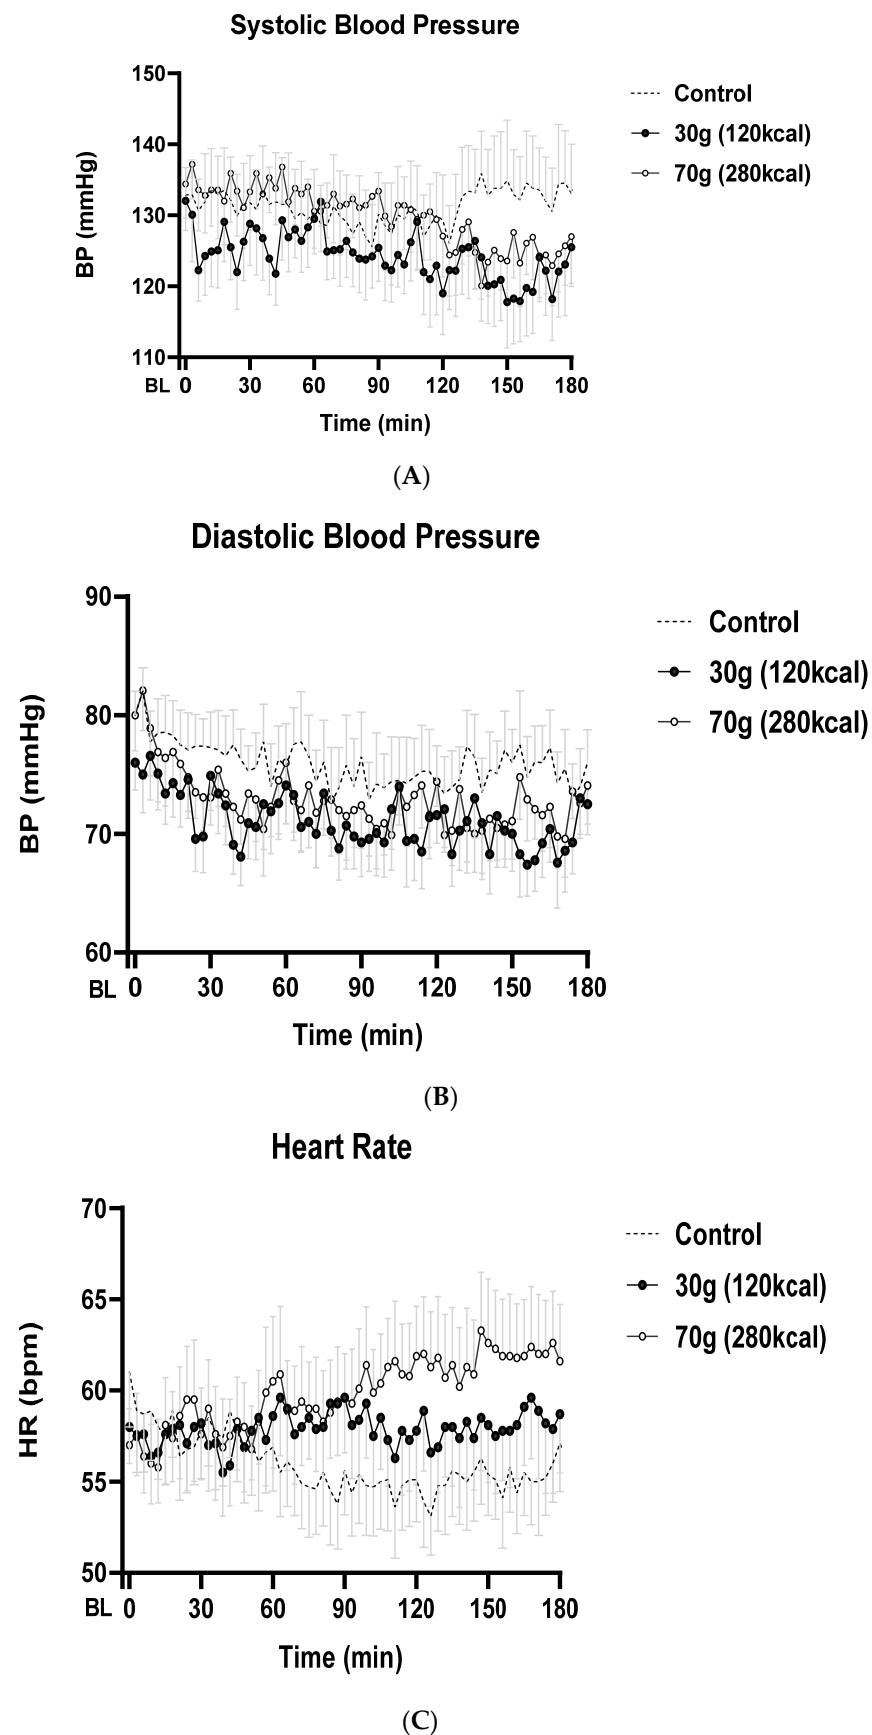 Systolic Blood Pressure
150
140
130
120
110
BP (mmHg)
BL 0 30 60 90 120 150 180
Time (min)
Control
30g (120kcal)
70g (280kcal)
(A)
Diastolic Blood Pressure
90
80
70
60
BP (mmHg)
BL 0 30 60 90 120 150 180
Time (min)
Control
30g (120kcal)
70g (280kcal)
(B)
Heart Rate
70
65
60
55
50
HR (bpm)
BL 0 30 60 90 120 150 180
Time (min)
Control
30g (120kcal)
70g (280kcal)
(C)